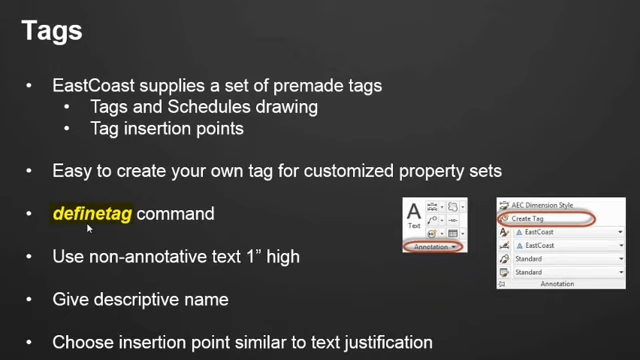 Tags
• EastCoast supplies a set of premade tags
• Tags and Schedules drawing
• Tag insertion points
• Easy to create your own tag for customized property sets
• definetag command
• Use non-annotative text 1” high
• Give descriptive name
• Choose insertion point similar to text justification
A
Text
Annotation
AEC Dimension Style
Create Tag
EastCoast
EastCoast
Standard
Standard
Annotation